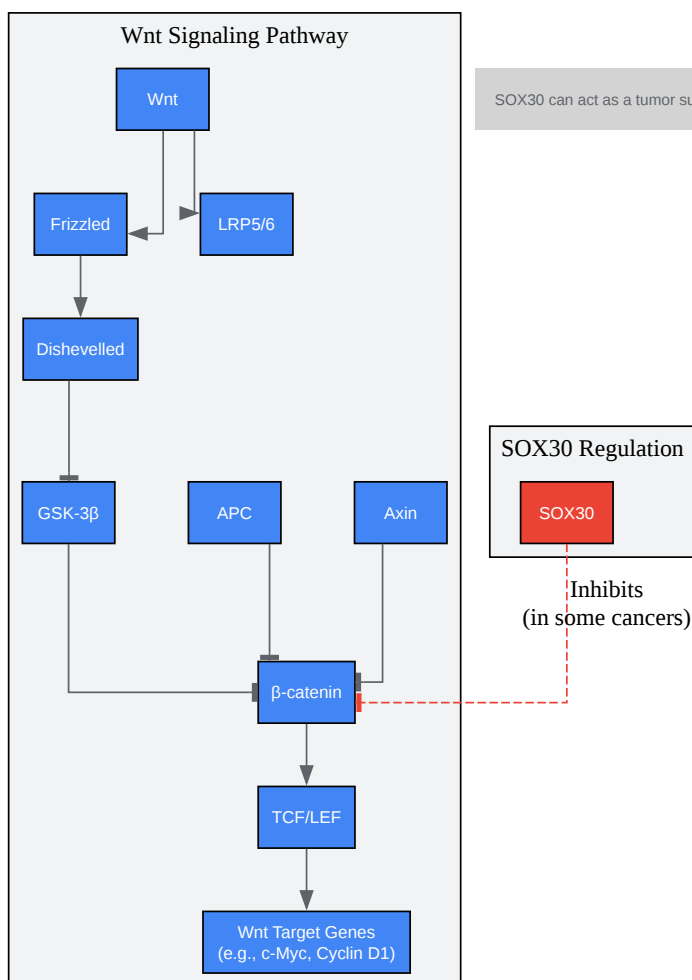 Wnt Signaling Pathway
Wnt
SOX30 can act as a tumor
Frizzled
LRP5/6
Dishevelled
SOX30 Regulation
GSK-3β
APC
Axin
SOX30
Inhibits
(in some cancers)
β-catenin
TCF/LEF
Wnt Target Genes
(e.g., c-Myc, Cyclin D1)